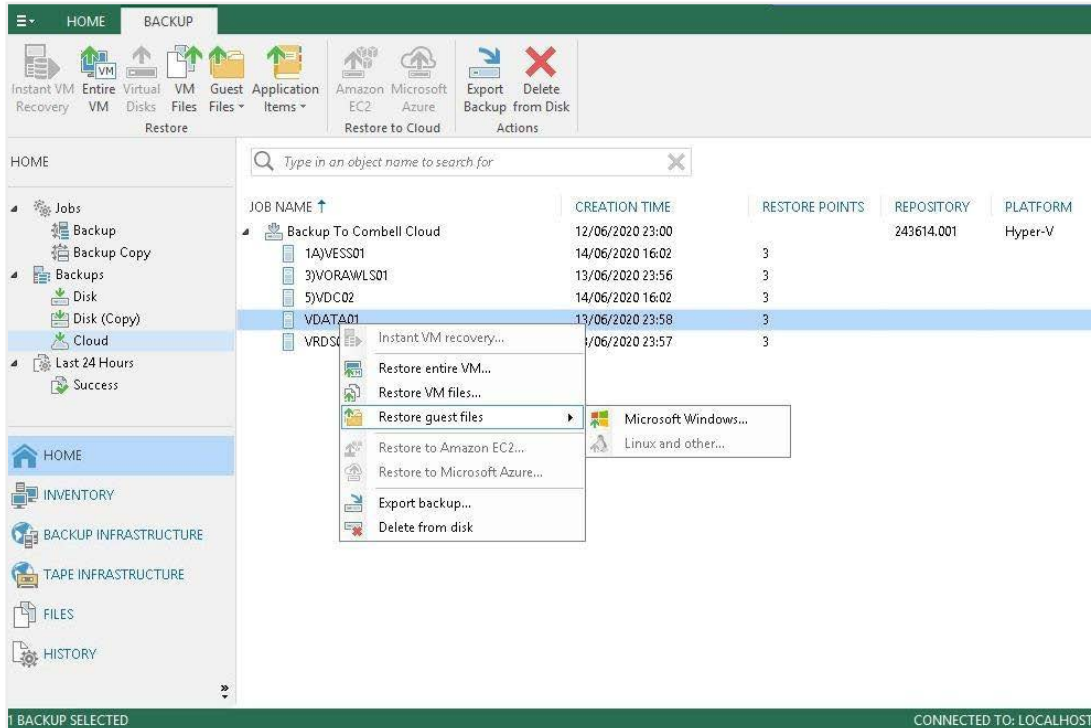 HOME BACKUP
Instant VM Recovery Entire VM Virtual Disks VM Files Guest Files Application Items Amazon EC2 Microsoft Azure Export Backup Delete from Disk
VM
Restore Restore to Cloud Actions
HOME
Type in an object name to search for
Jobs
Backup
Backup Copy
Backups
Disk
Disk (Copy)
Cloud
Last 24 Hours
Success
JOB NAME CREATION TIME RESTORE POINTS REPOSITORY PLATFORM
Backup To Combell Cloud 12/06/2020 23:00 243614.001 Hyper-V
1A)VESS01 14/06/2020 16:02 3
3)VORAWLS01 13/06/2020 23:56 3
5)VDC02 14/06/2020 16:02 3
VDATA01 13/06/2020 23:58 3
/06/2020 23:57 3
Instant VM recovery...
Restore entire VM...
Restore VM files...
Restore guest files
Microsoft Windows...
Linux and other...
Restore to Amazon EC2...
Restore to Microsoft Azure...
Export backup...
Delete from disk
HOME
INVENTORY
BACKUP INFRASTRUCTURE
TAPE INFRASTRUCTURE
FILES
HISTORY
1 BACKUP SELECTED CONNECTED TO: LOCALHOST